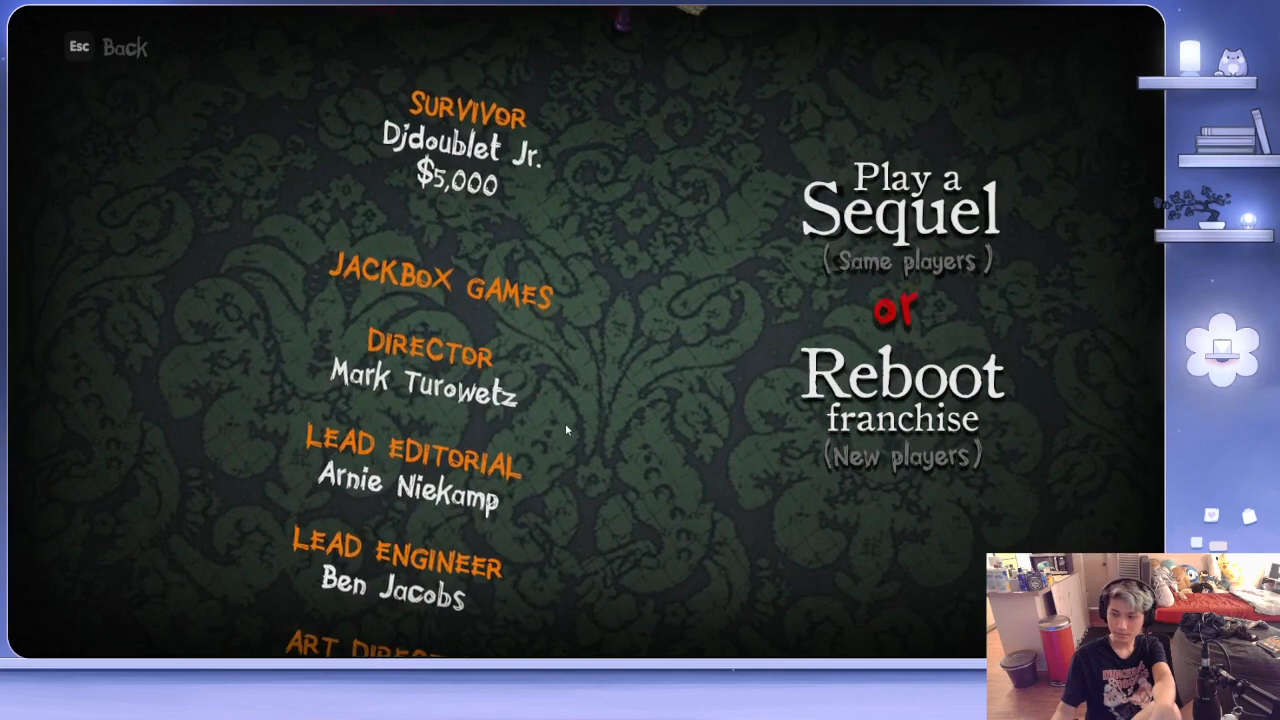 Esc Back
SURVIVOR
Djdoublet Jr.
$5,000
JACKBOX GAMES
DIRECTOR
Mark Turowetz
LEAD EDITORIAL
Arnie Niekamp
LEAD ENGINEER
Ben Jacobs
Play a
Sequel
(Same players)
or
Reboot
franchise
(New players)